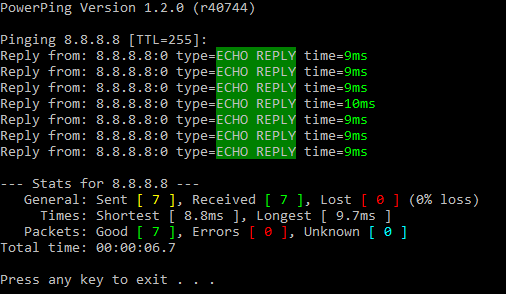 PowerPing Version 1.2.0 (r40744)
Pinging 8.8.8.8 [TTL=255]:
Reply from: 8.8.8.8:0 type=ECHO REPLY time=9ms
Reply from: 8.8.8.8:0 type=ECHO REPLY time=9ms
Reply from: 8.8.8.8:0 type=ECHO REPLY time=9ms
Reply from: 8.8.8.8:0 type=ECHO REPLY time=10ms
Reply from: 8.8.8.8:0 type=ECHO REPLY time=9ms
Reply from: 8.8.8.8:0 type=ECHO REPLY time=9ms
Reply from: 8.8.8.8:0 type=ECHO REPLY time=9ms
--- Stats for 8.8.8.8 ---
General: Sent [ 7 ], Received [ 7 ], Lost [ 0 ] (0% loss)
Times: Shortest [ 8.8ms ], Longest [ 9.7ms ]
Packets: Good [ 7 ], Errors [ 0 ], Unknown [ 0 ]
Total time: 00:00:06.7
Press any key to exit . . .